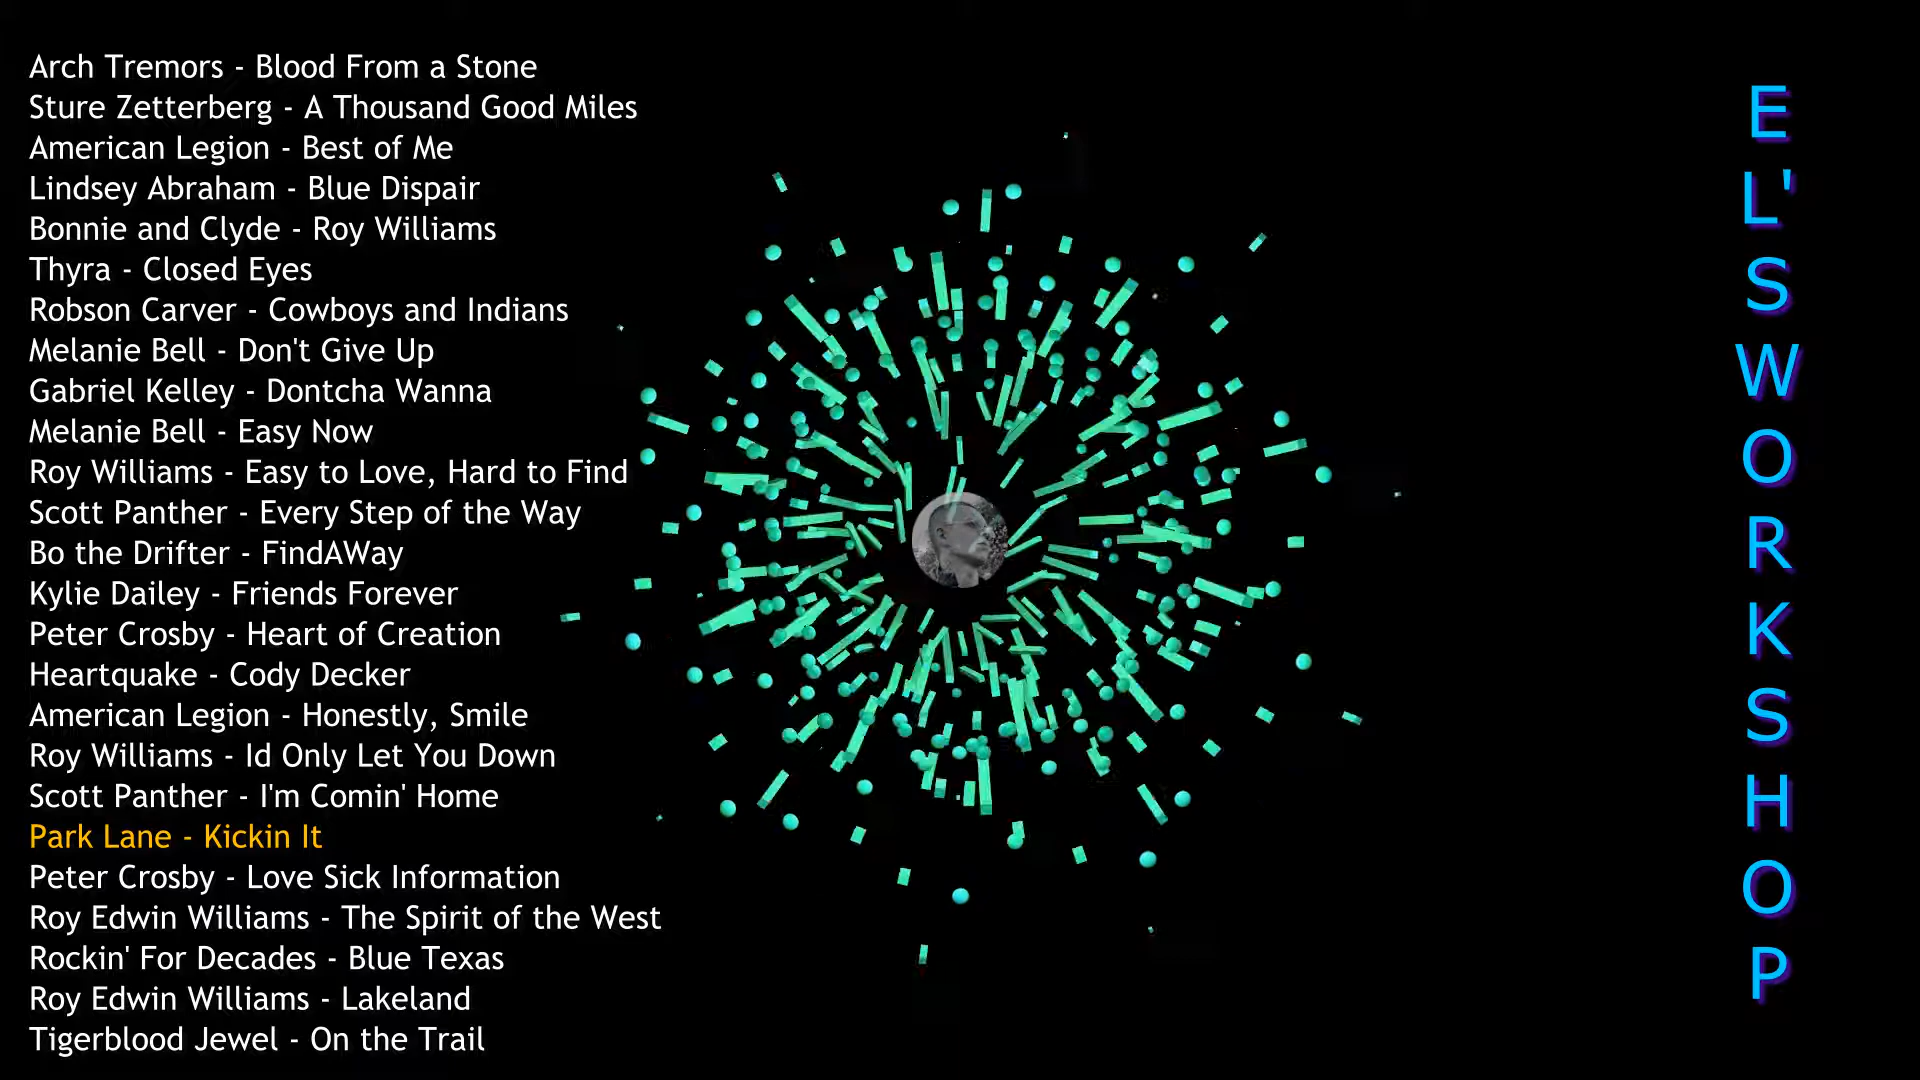 Arch Tremors - Blood From a Stone
Sture Zetterberg - A Thousand Good Miles
American Legion - Best of Me
Lindsey Abraham - Blue Dispair
Bonnie and Clyde - Roy Williams
Thyra - Closed Eyes
Robson Carver - Cowboys and Indians
Melanie Bell - Don't Give Up
Gabriel Kelley - Dontcha Wanna
Melanie Bell - Easy Now
Roy Williams - Easy to Love, Hard to Find
Scott Panther - Every Step of the Way
Bo the Drifter - FindAWay
Kylie Dailey - Friends Forever
Peter Crosby - Heart of Creation
Heartquake - Cody Decker
American Legion - Honestly, Smile
Roy Williams - Id Only Let You Down
Scott Panther - I'm Comin' Home
Park Lane - Kickin It
Peter Crosby - Love Sick Information
Roy Edwin Williams - The Spirit of the West
Rockin' For Decades - Blue Texas
Roy Edwin Williams - Lakeland
Tigerblood Jewel - On the Trail
EL'S WORKSHOP